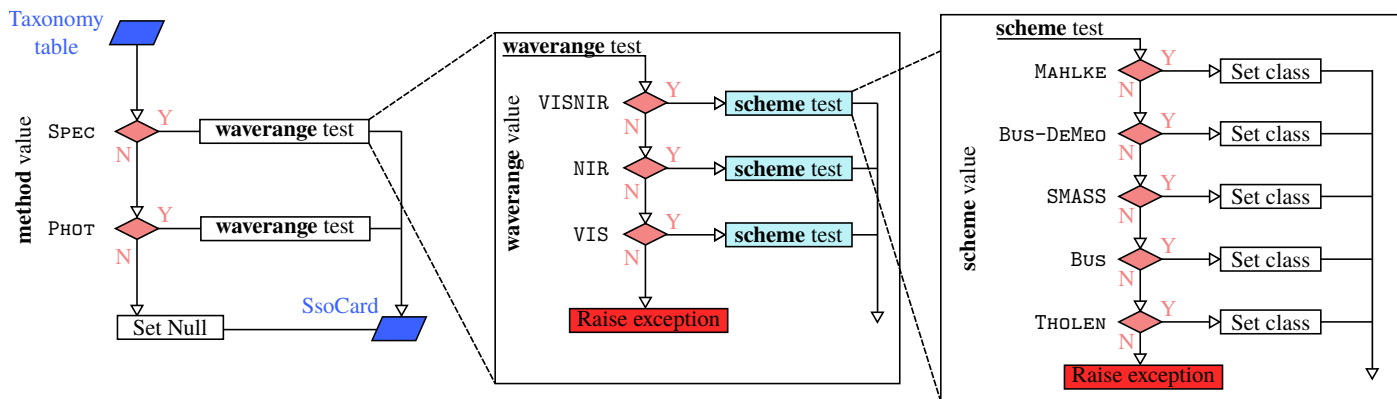 Taxonomy
table
method value
SPEC
Y
waverange test
N
PHOT
Y
waverange test
N
Set Null
SsoCard
waverange test
waverange value
VISNIR
Y
scheme test
N
NIR
Y
scheme test
N
VIS
Y
scheme test
N
Raise exception
scheme test
scheme value
MAHLKE
Y
Set class
N
BUS-DEMEO
Y
Set class
N
SMASS
Y
Set class
N
BUS
Y
Set class
N
THOLEN
Y
Set class
N
Raise exception